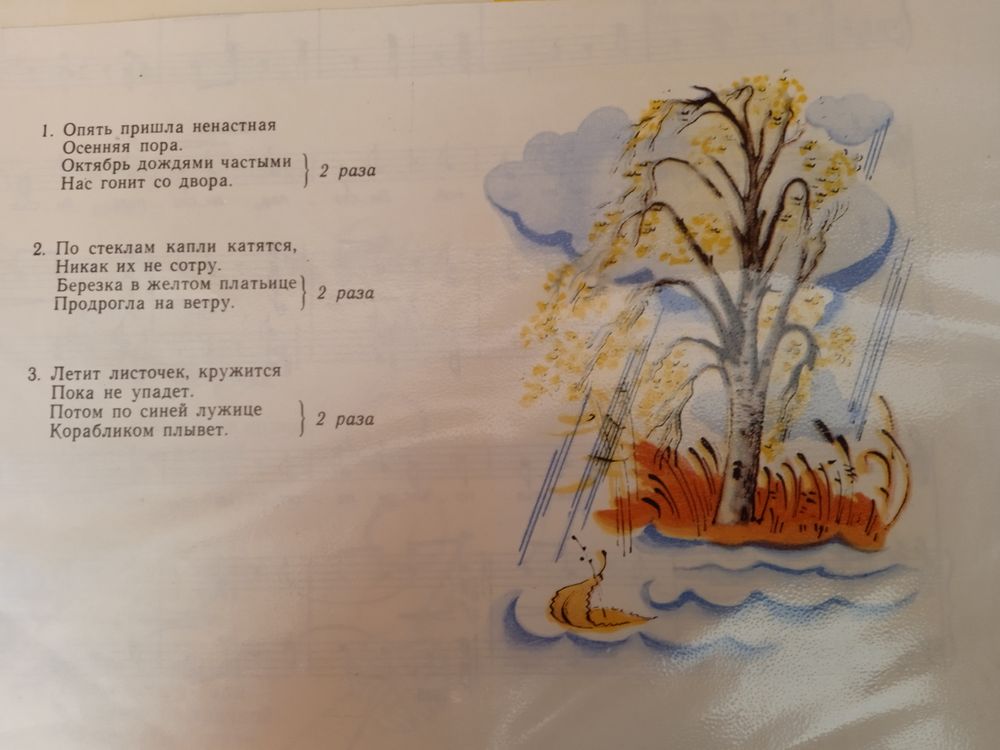 1. Опять пришла ненастная
Осенняя пора.
Октябрь дождями частыми
Нас гонит со двора.
2 раза
2. По стеклам капли катятся,
Никак их не сотру.
Березка в желтом платьице
Продрогла на ветру.
2 раза
3. Летит листочек, кружится
Пока не упадет.
Потом по синей лужице
Корабликом плывет.
2 раза